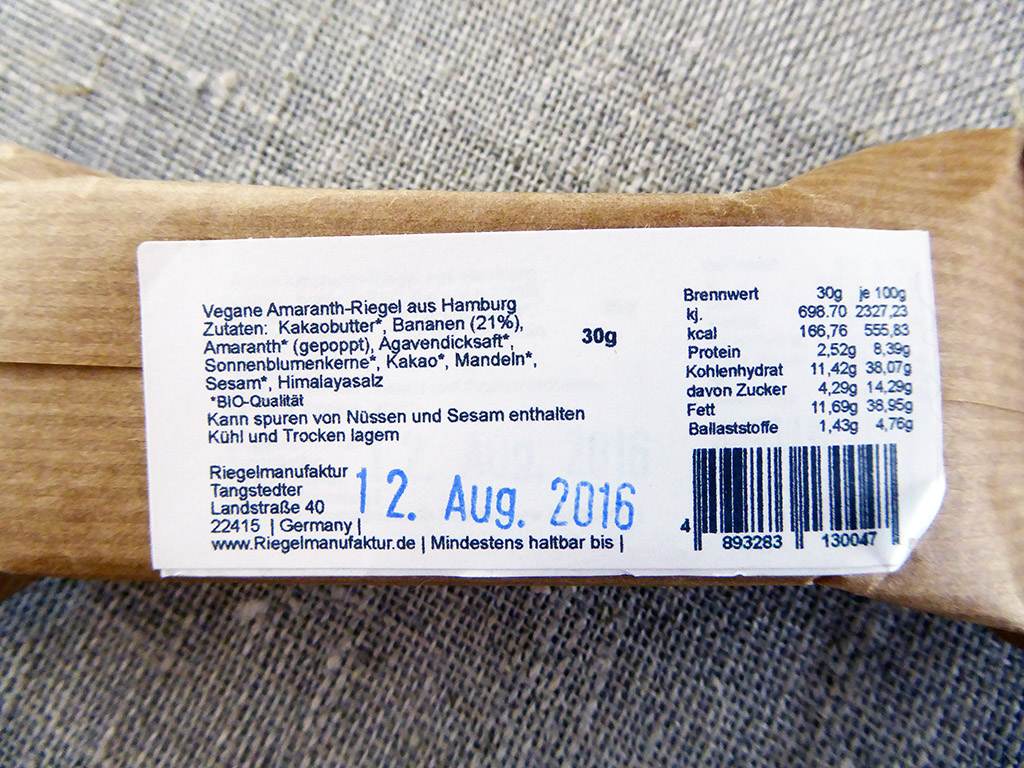 Vegane Amaranth-Riegel aus Hamburg
Zutaten: Kakaobutter*, Bananen (21%),
Amaranth* (gepoppt), Agavendicksaft*,
Sonnenblumenkerne*, Kakao*, Mandeln*,
Sesam*, Himalayasalz
*BIO-Qualität
Kann spuren von Nüssen und Sesam enthalten
Kühl und Trocken lagern
30g
Riegelmanufaktur
Tangstedter
Landstraße 40
22415 | Germany |
www.Riegelmanufaktur.de | Mindestens haltbar bis |
12. Aug. 2016
Brennwert 30g je 100g
kj. 698.70 2327,23
kcal 166,76 555,83
Protein 2,52g 8,39g
Kohlenhydrat 11,42g 38,07g
davon Zucker 4,29g 14,29g
Fett 11,69g 38,95g
Ballaststoffe 1,43g 4,76g
4 893283 130047